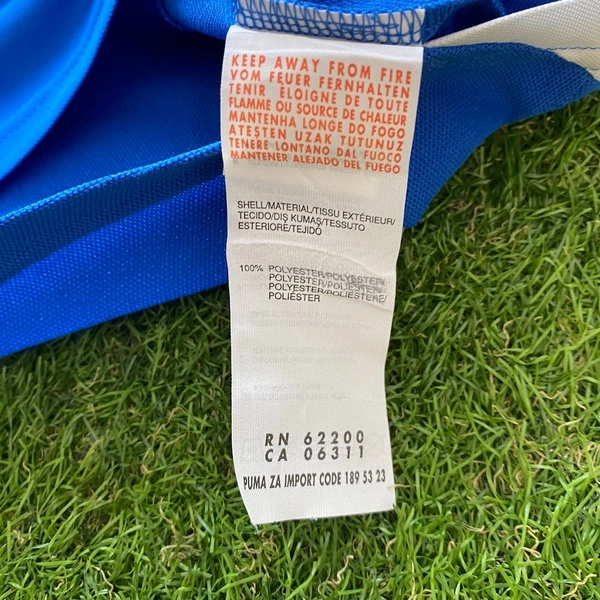 KEEP AWAY FROM FIRE
VOM FEUER FERNHALTEN
TENIR ELOIGNE DE TOUTE
FLAMME OU SOURCE DE CHALEUR
MANTENHA LONGE DO FOGO
ATEŞTEN UZAK TUTUNUZ
TENERE LONTANO DAL FUOCO
MANTENER ALEJADO DEL FUEGO
SHELL/MATERIAL/TISSU EXTÉRIEUR/
TECIDO/DIŞ KUMAŞ/TESSUTO
ESTERIORE/TEJIDO
100% POLYESTER/POLYESTER/
POLYESTER/POLIÉSTER/
POLYESTER/POLIESTERE/
POLIÉSTER
RN 62200
CA 06311
PUMA ZA IMPORT CODE 189 53 23